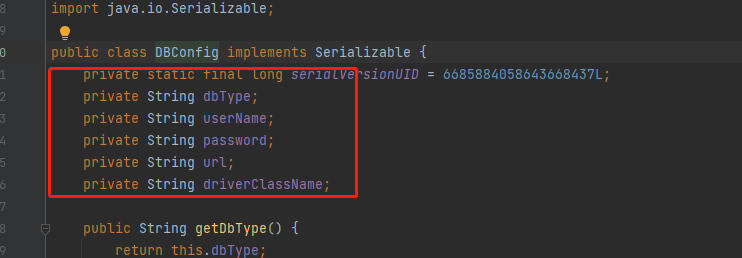 8 import java.io.Serializable;
9
0 public class DBConfig implements Serializable {
1 private static final long serialVersionUID = 6685884058643668437L;
2 private String dbType;
3 private String userName;
4 private String password;
5 private String url;
6 private String driverClassName;
7
8 public String getDbType() {
9 return this.dbType;